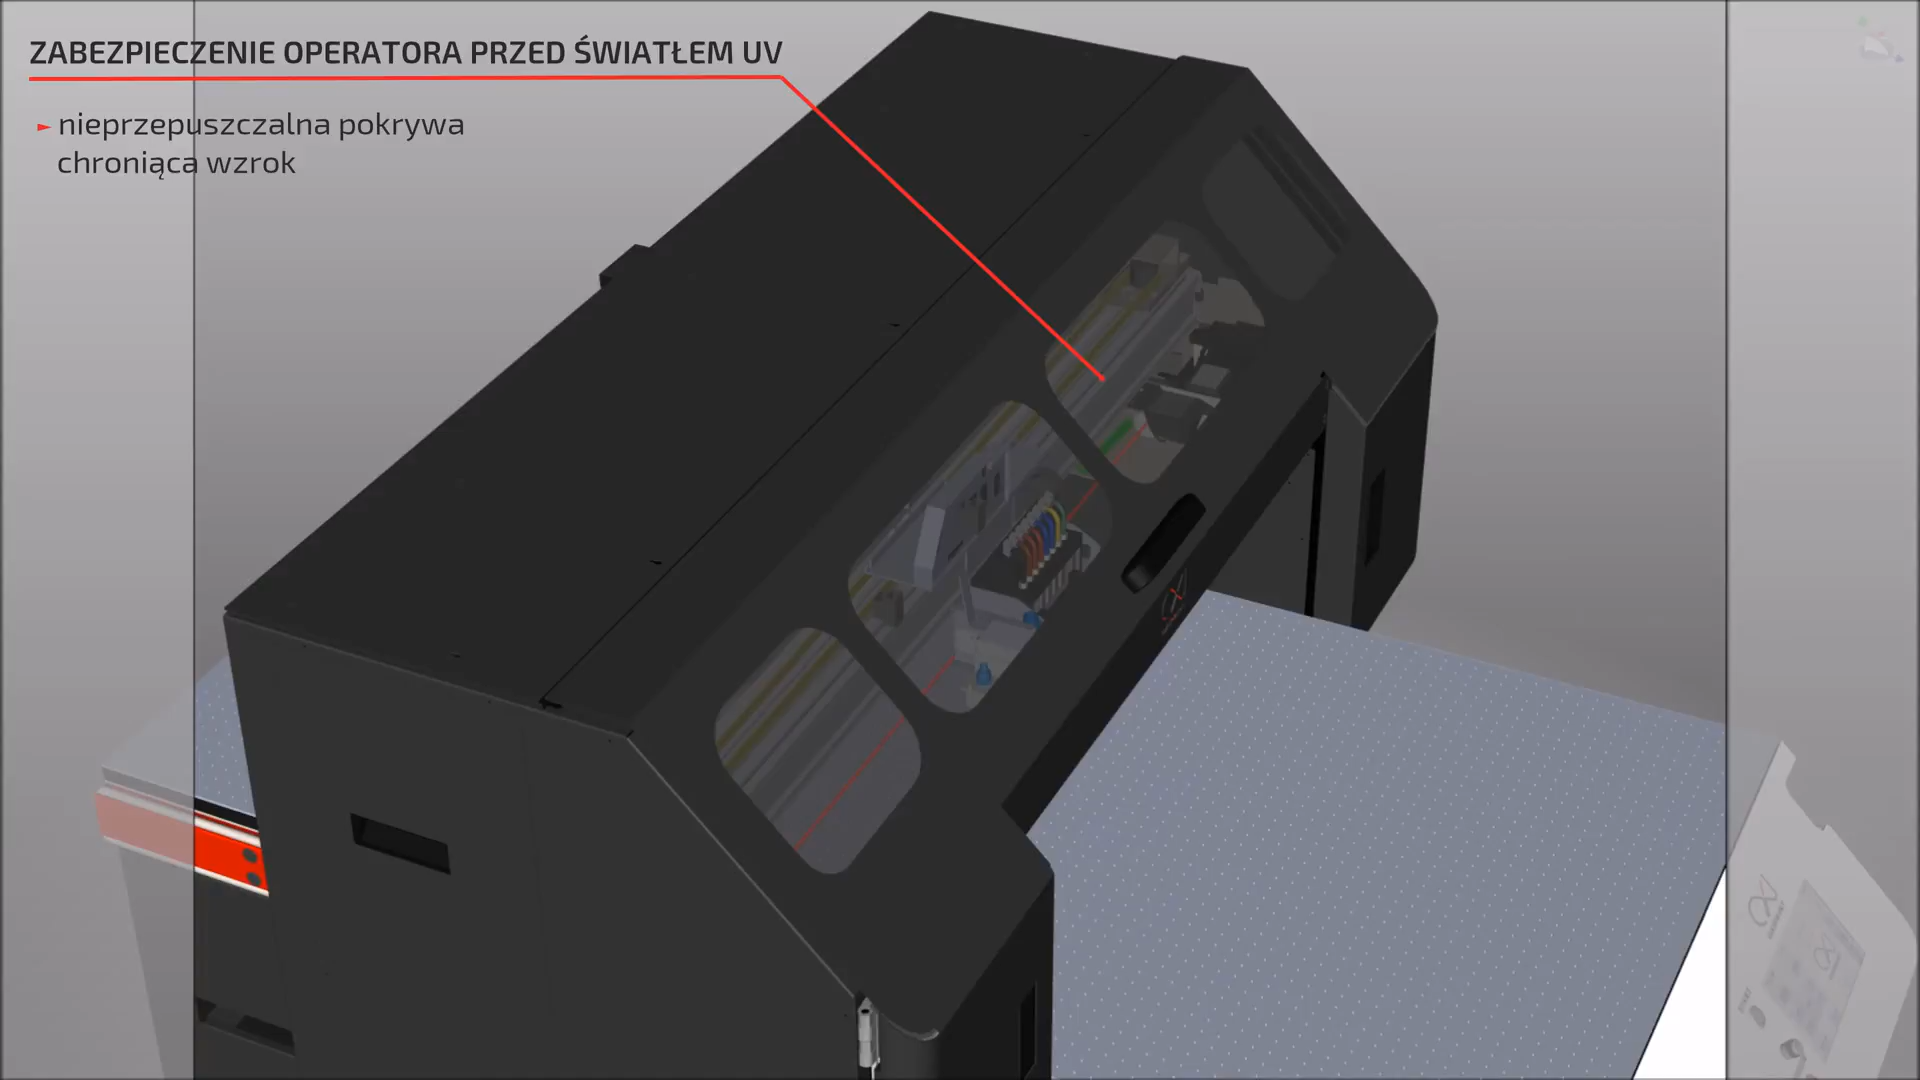 ZABEZPIECZENIE OPERATORA PRZED ŚWIATŁEM UV
nieprzepuszczalna pokrywa
chroniąca wzrok